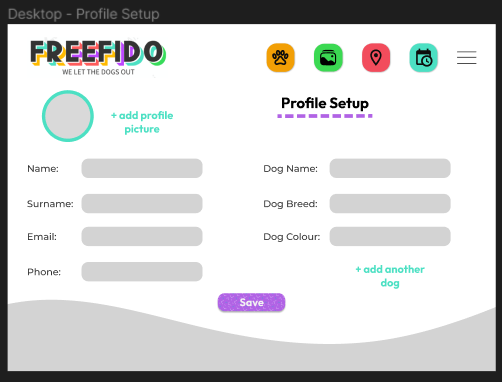 Desktop - Profile Setup
FREEFIDO
WE LET THE DOGS OUT
+ add profile
picture
Profile Setup
Name:
Dog Name:
Surname:
Dog Breed:
Email:
Dog Colour:
Phone:
+ add another
dog
Save